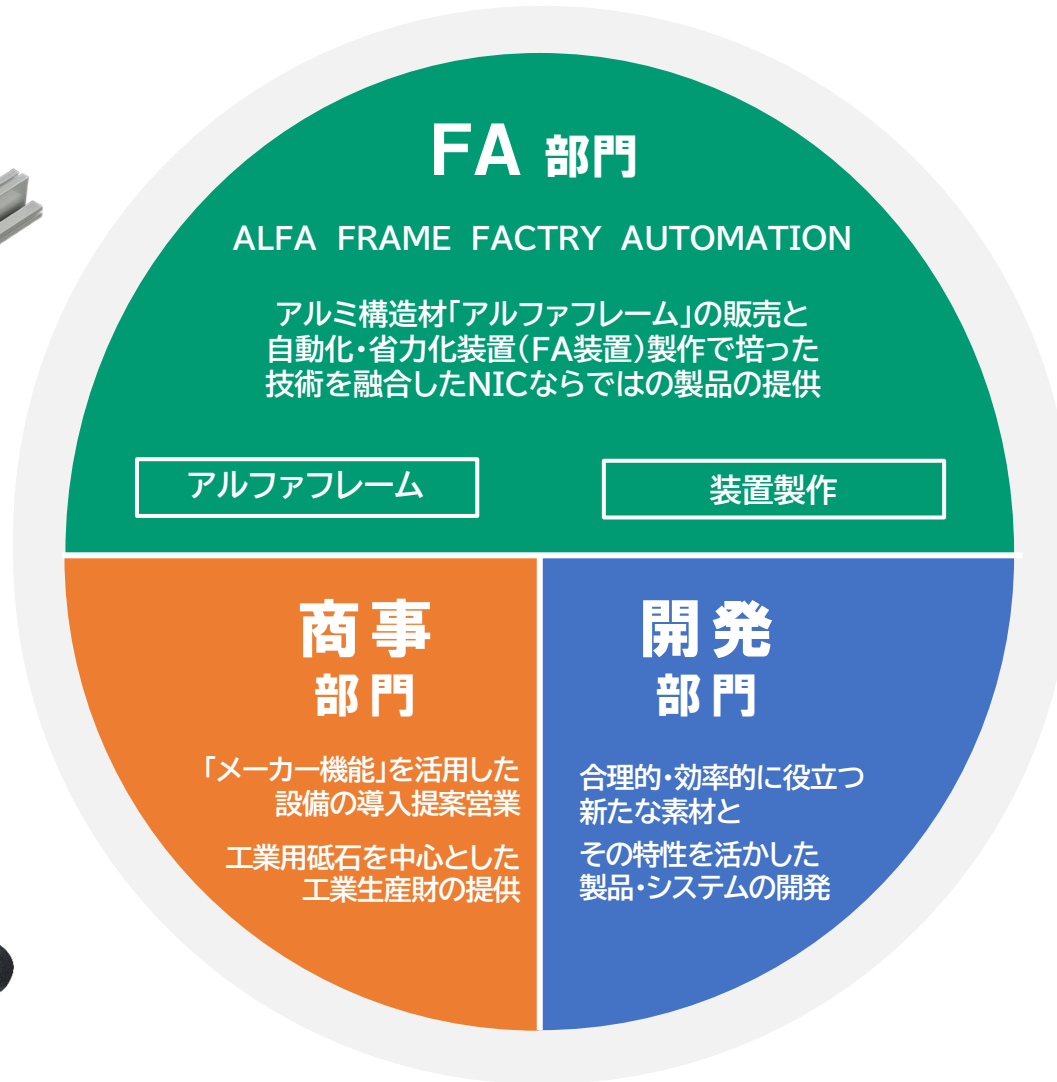 FA 部門
ALFA FRAME FACTRY AUTOMATION
アルミ構造材「アルファフレーム」の販売と
自動化・省力化装置(FA装置)製作で培った
技術を融合したNICならではの製品の提供
アルファフレーム
装置製作
商事
部門
「メーカー機能」を活用した
設備の導入提案営業
工業用砥石を中心とした
工業生産財の提供
開発
部門
合理的・効率的に役立つ
新たな素材と
その特性を活かした
製品・システムの開発